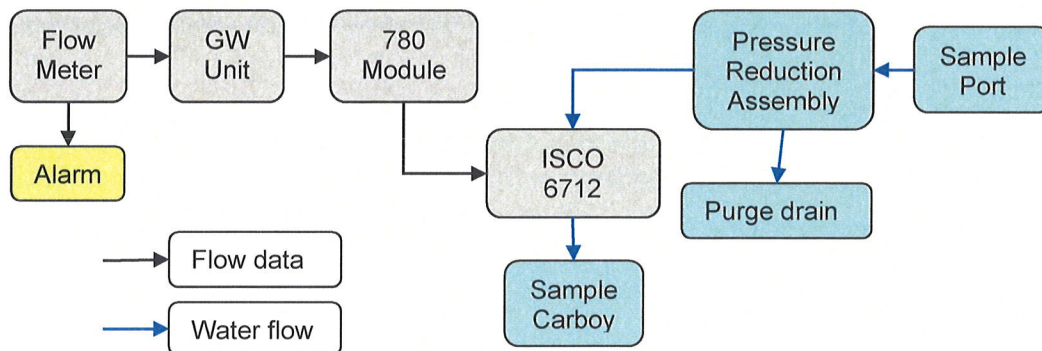 Flow
Meter
GW
Unit
780
Module
Pressure
Reduction
Assembly
Sample
Port
Alarm
ISCO
6712
Purge drain
Flow data
Sample
Carboy
Water flow